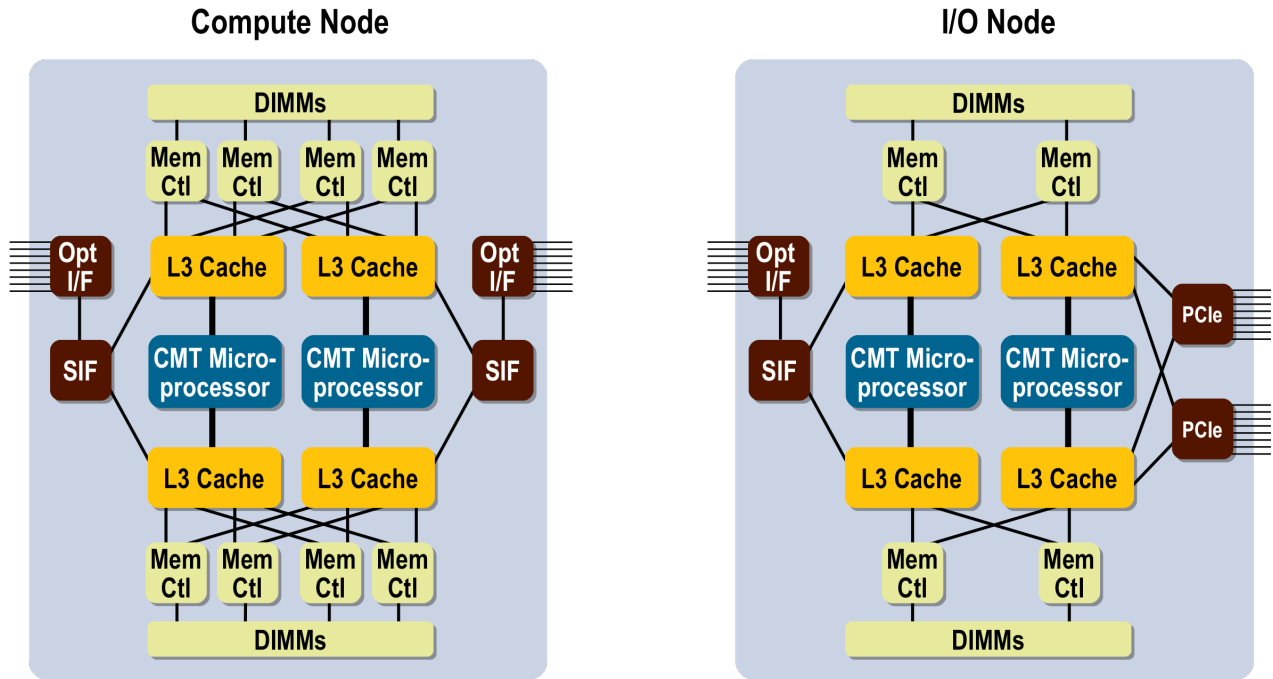 Compute Node
DIMMs
Mem
Ctl
Mem
Ctl
Mem
Ctl
Mem
Ctl
Opt
I/F
L3 Cache
L3 Cache
Opt
I/F
SIF
CMT Micro-
processor
CMT Micro-
processor
SIF
L3 Cache
L3 Cache
Mem
Ctl
Mem
Ctl
Mem
Ctl
Mem
Ctl
DIMMs
I/O Node
DIMMs
Mem
Ctl
Mem
Ctl
Opt
I/F
L3 Cache
L3 Cache
PCIe
SIF
CMT Micro-
processor
CMT Micro-
processor
PCIe
L3 Cache
L3 Cache
Mem
Ctl
Mem
Ctl
DIMMs